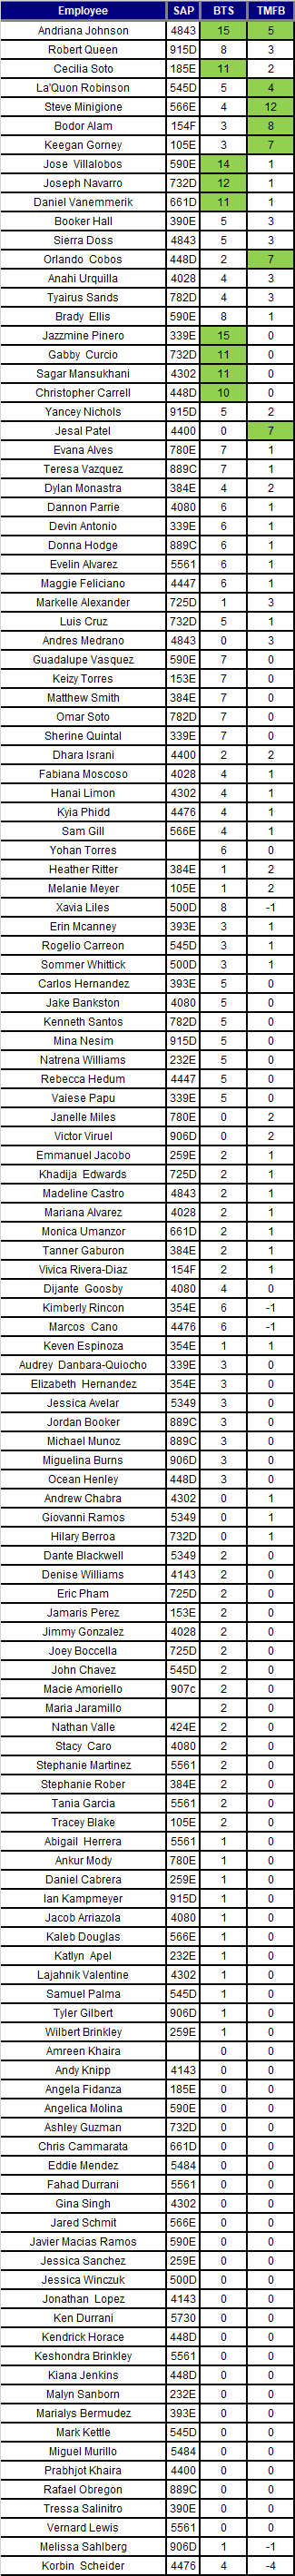 Employee SAP BTS TMFB
Andriana Johnson 4843 15 5
Robert Queen 915D 8 3
Cecilia Soto 185E 11 2
La'Quon Robinson 545D 5 4
Steve Minigione 566E 4 12
Bodor Alam 154F 3 8
Keegan Gorney 105E 3 7
Jose Villalobos 590E 14 1
Joseph Navarro 732D 12 1
Daniel Vanemmerik 661D 11 1
Booker Hall 390E 5 3
Sierra Doss 4843 5 3
Orlando Cobos 448D 2 7
Anahi Urquilla 4028 4 3
Tyairus Sands 782D 4 3
Brady Ellis 590E 8 1
Jazzmine Pinero 339E 15 0
Gabby Curcio 732D 11 0
Sagar Mansukhani 4302 11 0
Christopher Carrell 448D 10 0
Yancey Nichols 915D 5 2
Jesal Patel 4400 0 7
Evana Alves 780E 7 1
Teresa Vazquez 889C 7 1
Dylan Monastra 384E 4 2
Dannon Parrie 4080 6 1
Devin Antonio 339E 6 1
Donna Hodge 889C 6 1
Evelin Alvarez 5561 6 1
Maggie Feliciano 4447 6 1
Markelle Alexander 725D 1 3
Luis Cruz 732D 5 1
Andres Medrano 4843 0 3
Guadalupe Vasquez 590E 7 0
Keizy Torres 153E 7 0
Matthew Smith 384E 7 0
Omar Soto 782D 7 0
Sherine Quintal 339E 7 0
Dhara Israni 4400 2 2
Fabiana Moscoso 4028 4 1
Hanai Limon 4302 4 1
Kyia Phidd 4476 4 1
Sam Gill 566E 4 1
Yohan Torres 6 0
Heather Ritter 384E 1 2
Melanie Meyer 105E 1 2
Xavia Liles 500D 8 -1
Erin Mcanney 393E 3 1
Rogelio Carreon 545D 3 1
Sommer Whittick 500D 3 1
Carlos Hernandez 393E 5 0
Jake Bankston 4080 5 0
Kenneth Santos 782D 5 0
Mina Nesim 915D 5 0
Natrena Williams 232E 5 0
Rebecca Hedum 4447 5 0
Vaiese Papu 339E 5 0
Janelle Miles 780E 0 2
Victor Viruel 906D 0 2
Emmanuel Jacobo 259E 2 1
Khadija Edwards 725D 2 1
Madeline Castro 4843 2 1
Mariana Alvarez 4028 2 1
Monica Umanzor 661D 2 1
Tanner Gaburon 384E 2 1
Vivica Rivera-Diaz 154F 2 1
Dijante Goosby 4080 4 0
Kimberly Rincon 354E 6 -1
Marcos Cano 4476 6 -1
Keven Espinoza 354E 1 1
Audrey Danbara-Quiocho 339E 3 0
Elizabeth Hernandez 354E 3 0
Jessica Avelar 5349 3 0
Jordan Booker 889C 3 0
Michael Munoz 889C 3 0
Miguelina Burns 906D 3 0
Ocean Henley 448D 3 0
Andrew Chabra 4302 0 1
Giovanni Ramos 5349 0 1
Hilary Berroa 732D 0 1
Dante Blackwell 5349 2 0
Denise Williams 4143 2 0
Eric Pham 725D 2 0
Jamaris Perez 153E 2 0
Jimmy Gonzalez 4028 2 0
Joey Boccella 725D 2 0
John Chavez 545D 2 0
Macie Amoriello 907c 2 0
Maria Jaramillo 2 0
Nathan Valle 424E 2 0
Stacy Caro 4080 2 0
Stephanie Martinez 5561 2 0
Stephanie Rober 384E 2 0
Tania Garcia 5561 2 0
Tracey Blake 105E 2 0
Abigail Herrera 5561 1 0
Ankur Mody 780E 1 0
Daniel Cabrera 259E 1 0
Ian Kampmeyer 915D 1 0
Jacob Arriazola 4080 1 0
Kaleb Douglas 566E 1 0
Katlyn Apel 232E 1 0
Lajahnik Valentine 4302 1 0
Samuel Palma 545D 1 0
Tyler Gilbert 906D 1 0
Wilbert Brinkley 259E 1 0
Amreen Khaira 0 0
Andy Knipp 4143 0 0
Angela Fidanza 185E 0 0
Angelica Molina 590E 0 0
Ashley Guzman 732D 0 0
Chris Cammarata 661D 0 0
Eddie Mendez 5484 0 0
Fahad Durrani 5561 0 0
Gina Singh 4302 0 0
Jared Schmit 566E 0 0
Javier Macias Ramos 590E 0 0
Jessica Sanchez 259E 0 0
Jessica Winczuk 500D 0 0
Jonathan Lopez 4143 0 0
Ken Durrani 5730 0 0
Kendrick Horace 448D 0 0
Keshondra Brinkley 5561 0 0
Kiana Jenkins 448D 0 0
Malyn Sanborn 232E 0 0
Marialys Bermudez 393E 0 0
Mark Kettle 545D 0 0
Miguel Murillo 5484 0 0
Prabhjot Khaira 4400 0 0
Rafael Obregon 889C 0 0
Tressa Salinitro 390E 0 0
Vernard Lewis 5561 0 0
Melissa Sahlberg 906D 1 -1
Korbin Scheider 4476 4 -4